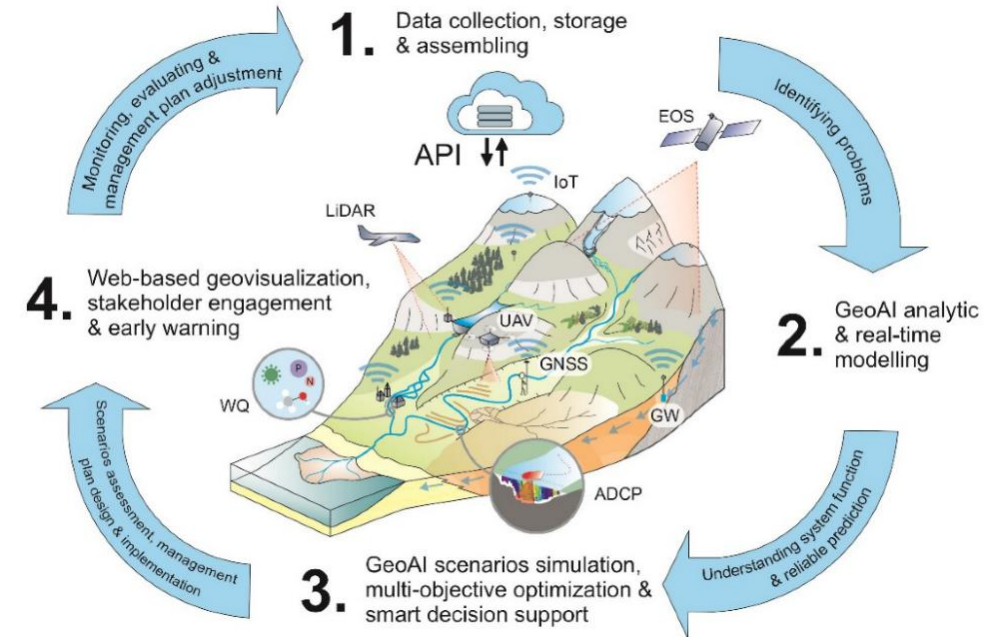 1. Data collection, storage
& assembling
Identifying problems
2. GeoAI analytic
& real-time
modelling
Understanding system function
& reliable prediction
3. GeoAI scenarios simulation,
multi-objective optimization &
smart decision support
Scenarios assessment, management
plan design & implementation
4. Web-based geovisualization,
stakeholder engagement
& early warning
Monitoring, evaluating &
management plan adjustment
API
EOS
IoT
LiDAR
UAV
GNSS
P
N
WQ
GW
ADCP